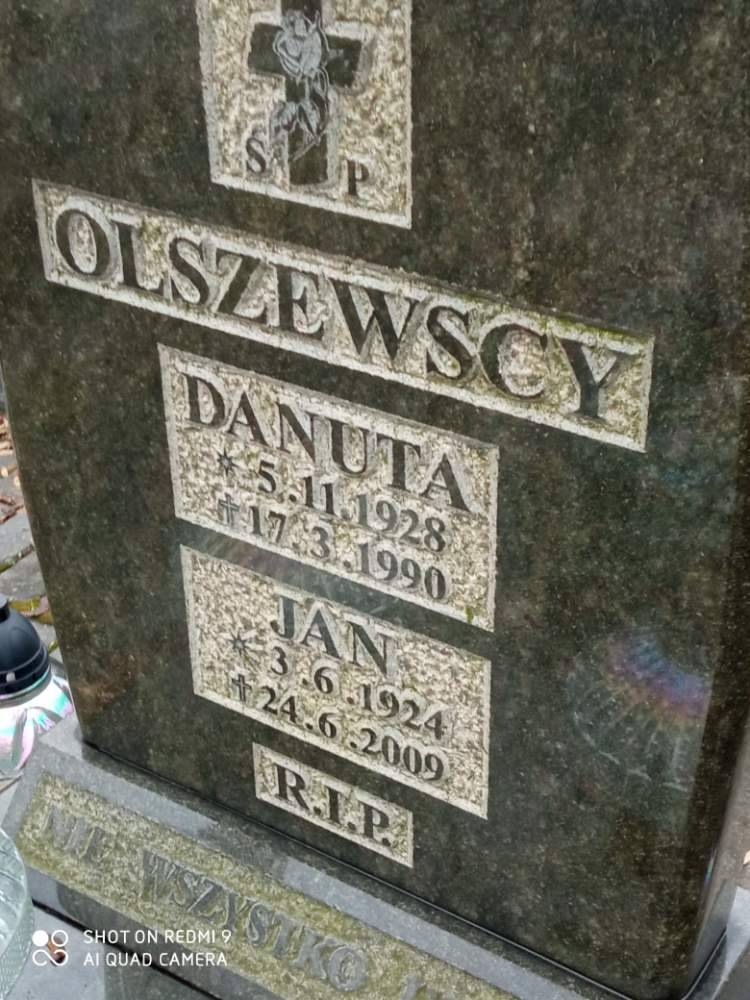 S P
OLSZEWSCY
DANUTA
* 5.11.1928
† 17.3.1990
JAN
* 3.6.1924
† 24.6.2009
R.I.P.
NIE WSZYSTKO
SHOT ON REDMI 9
AI QUAD CAMERA